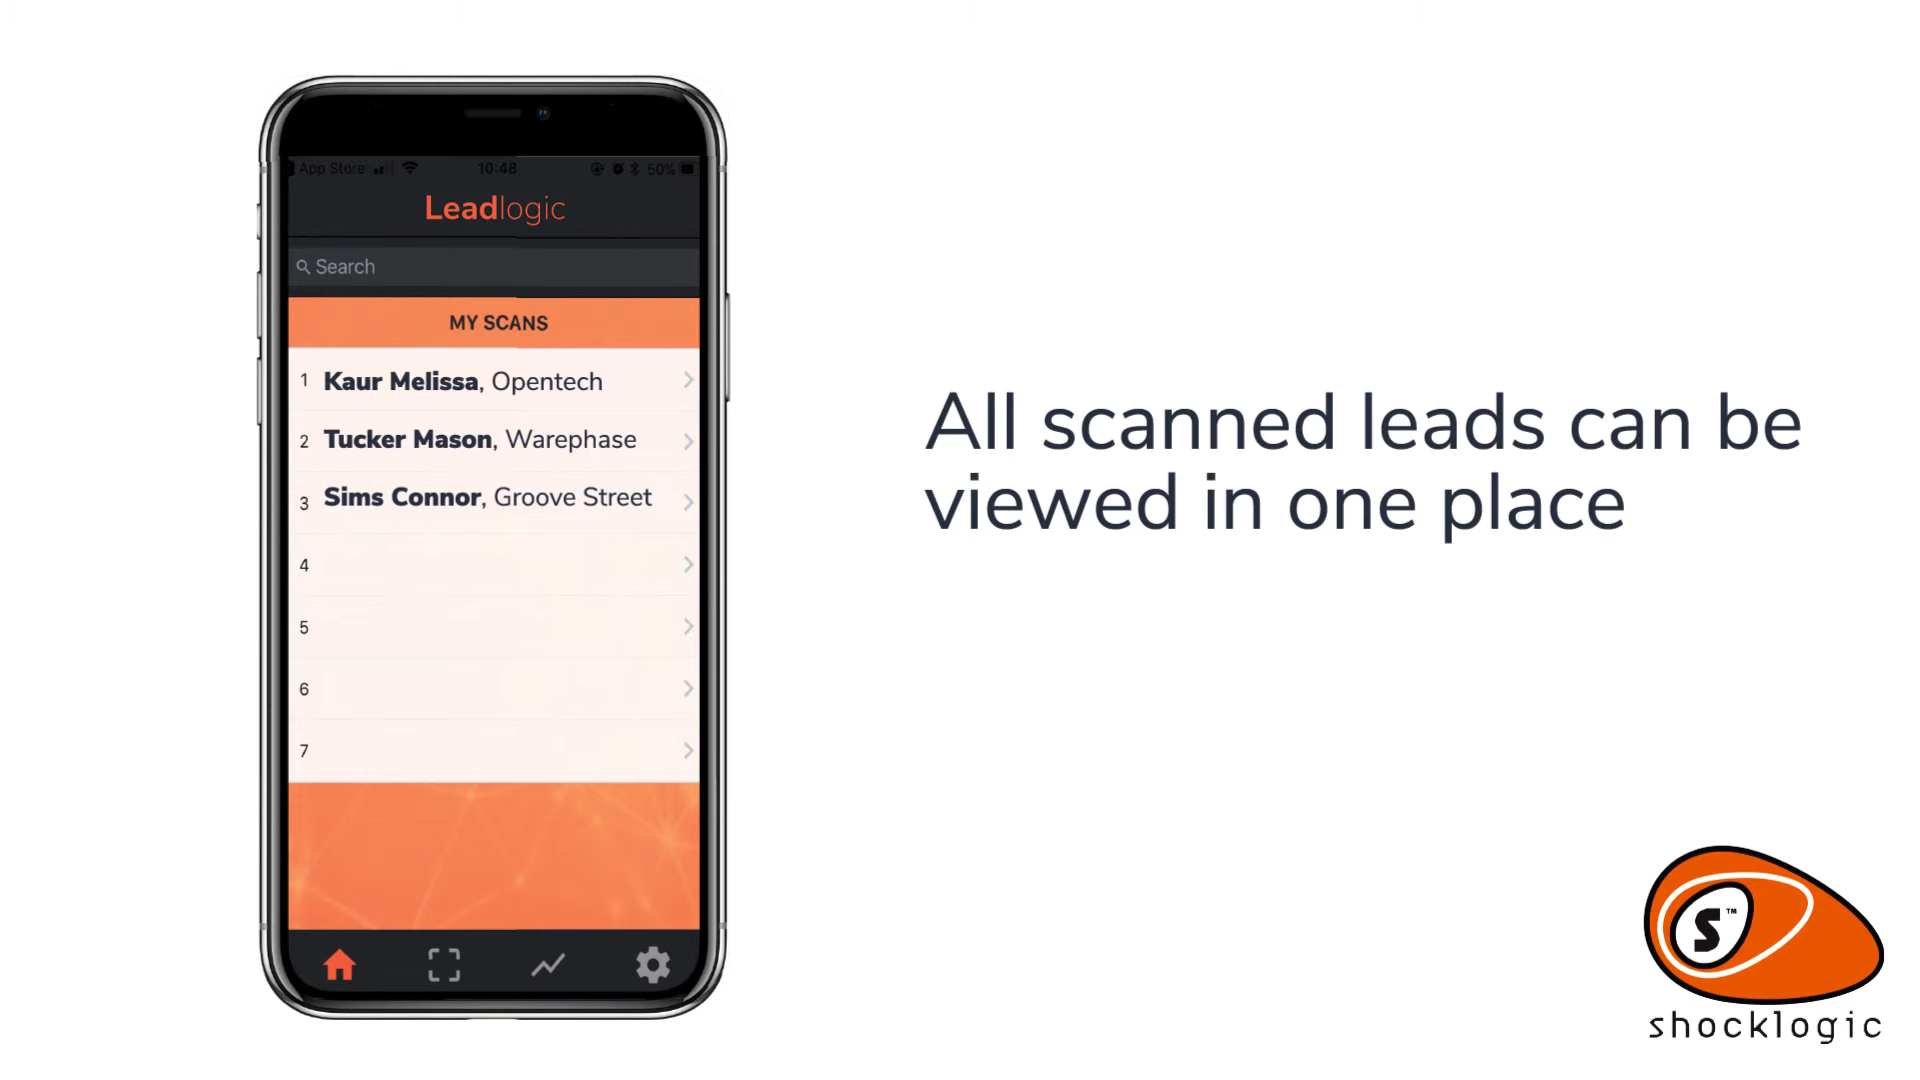 App Store 10:48 50%
Leadlogic
Search
MY SCANS
1 Kaur Melissa, Opentech
2 Tucker Mason, Warephase
3 Sims Connor, Groove Street
4
5
6
7
All scanned leads can be
viewed in one place
S™
shocklogic